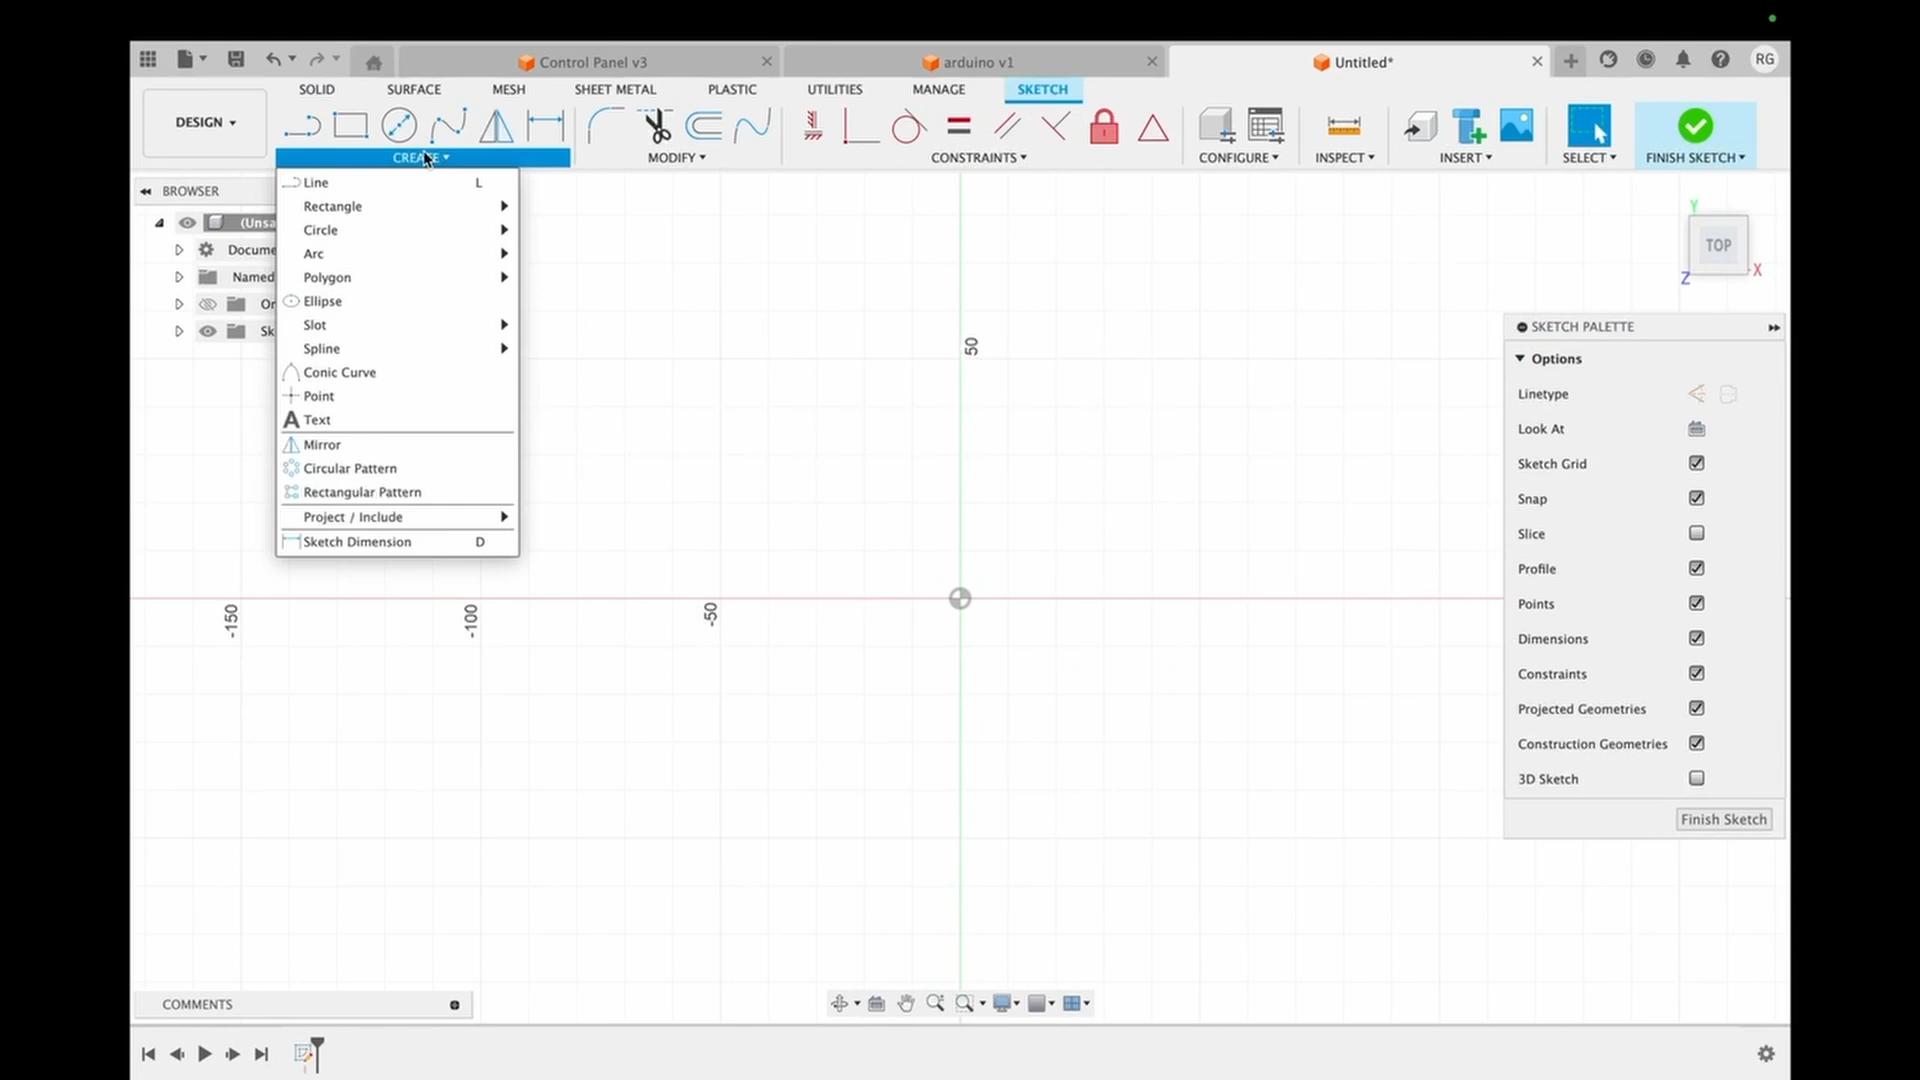 Control Panel v3
arduino v1
Untitled*
RG
DESIGN
SOLID
SURFACE
MESH
SHEET METAL
PLASTIC
UTILITIES
MANAGE
SKETCH
CREATE
MODIFY
CONSTRAINTS
CONFIGURE
INSPECT
INSERT
SELECT
FINISH SKETCH
BROWSER
(Unsa
Docume
Named
Or
Sk
Line L
Rectangle
Circle
Arc
Polygon
Ellipse
Slot
Spline
Conic Curve
Point
A Text
Mirror
Circular Pattern
Rectangular Pattern
Project / Include
Sketch Dimension D
50
-150
-100
-50
Y
TOP
X
Z
SKETCH PALETTE
Options
Linetype
Look At
Sketch Grid
Snap
Slice
Profile
Points
Dimensions
Constraints
Projected Geometries
Construction Geometries
3D Sketch
Finish Sketch
COMMENTS